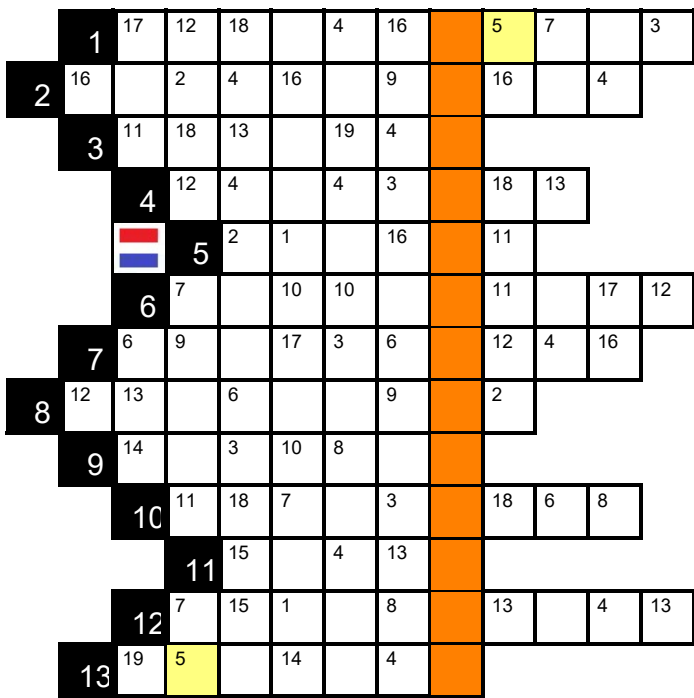 1 17 12 18 4 16 5 7 3
2 16 2 4 16 9 16 4
3 11 18 13 19 4
4 12 4 4 3 18 13
5 2 1 16 11
6 7 10 10 11 17 12
7 6 9 17 3 6 12 4 16
8 12 13 6 9 2
9 14 3 10 8
10 11 18 7 3 18 6 8
11 15 4 13
12 7 15 1 8 13 4 13
13 19 5 14 4